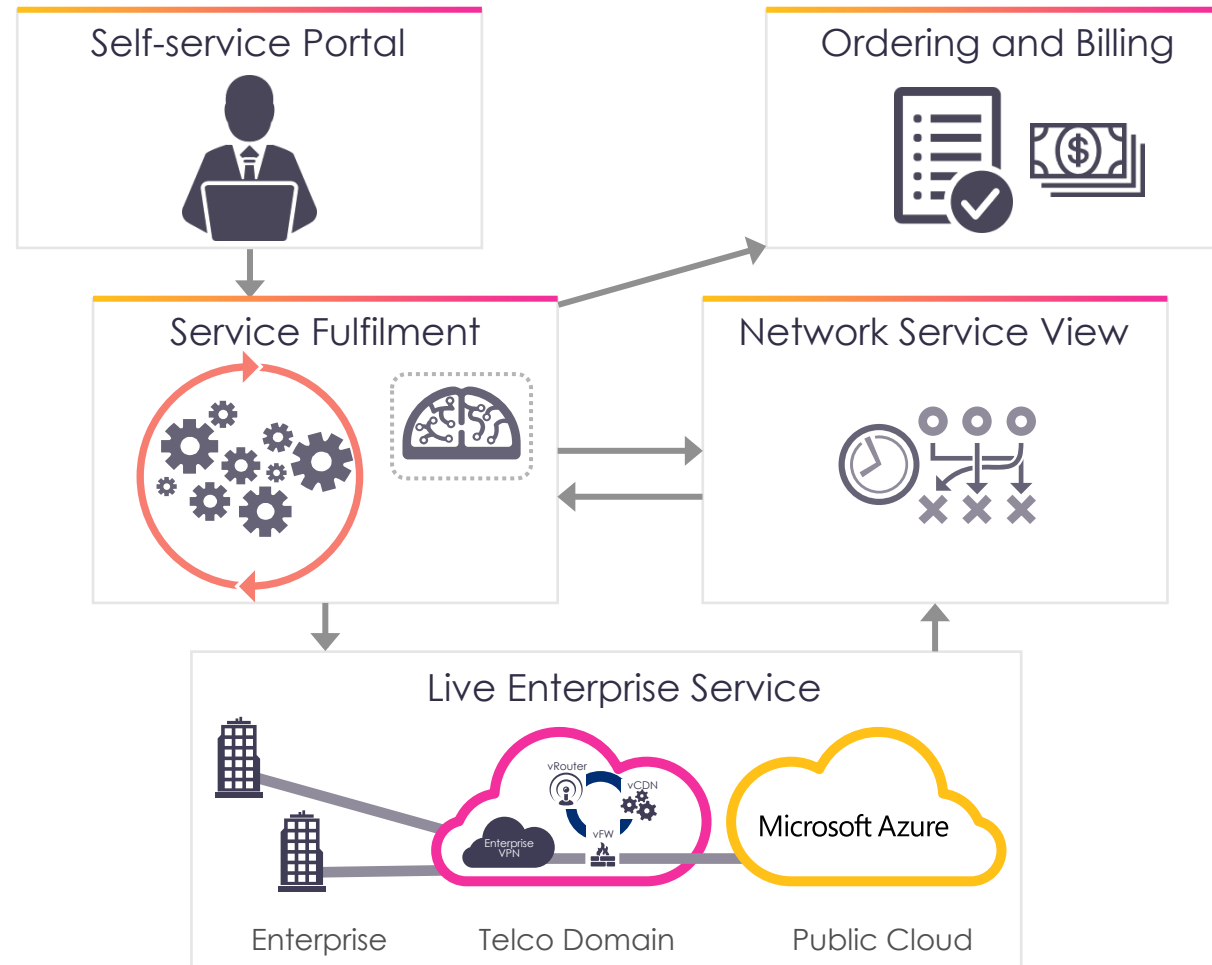 Self-service Portal
Ordering and Billing
Service Fulfilment
Network Service View
Live Enterprise Service
vRouter
vCDN
vFW
Enterprise
VPN
Microsoft Azure
Enterprise
Telco Domain
Public Cloud